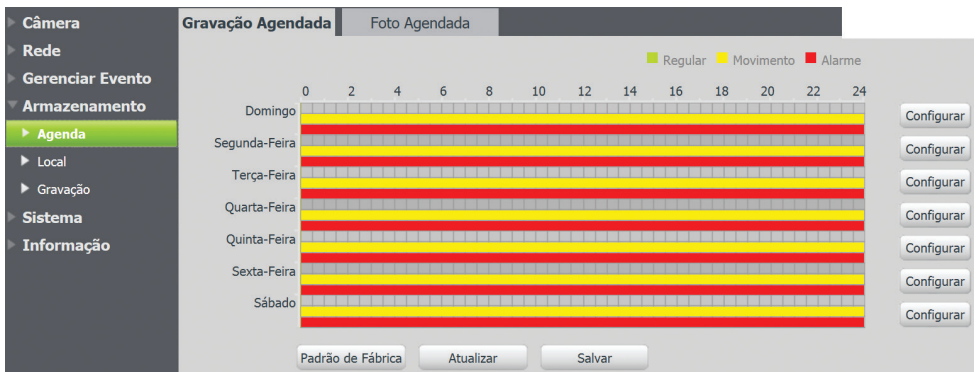 Câmera
Rede
Gerenciar Evento
Armazenamento
Agenda
Local
Gravação
Sistema
Informação
Gravação Agendada Foto Agendada
Regular Movimento Alarme
0 2 4 6 8 10 12 14 16 18 20 22 24
Domingo Configurar
Segunda-Feira Configurar
Terça-Feira Configurar
Quarta-Feira Configurar
Quinta-Feira Configurar
Sexta-Feira Configurar
Sábado Configurar
Padrão de Fábrica Atualizar Salvar